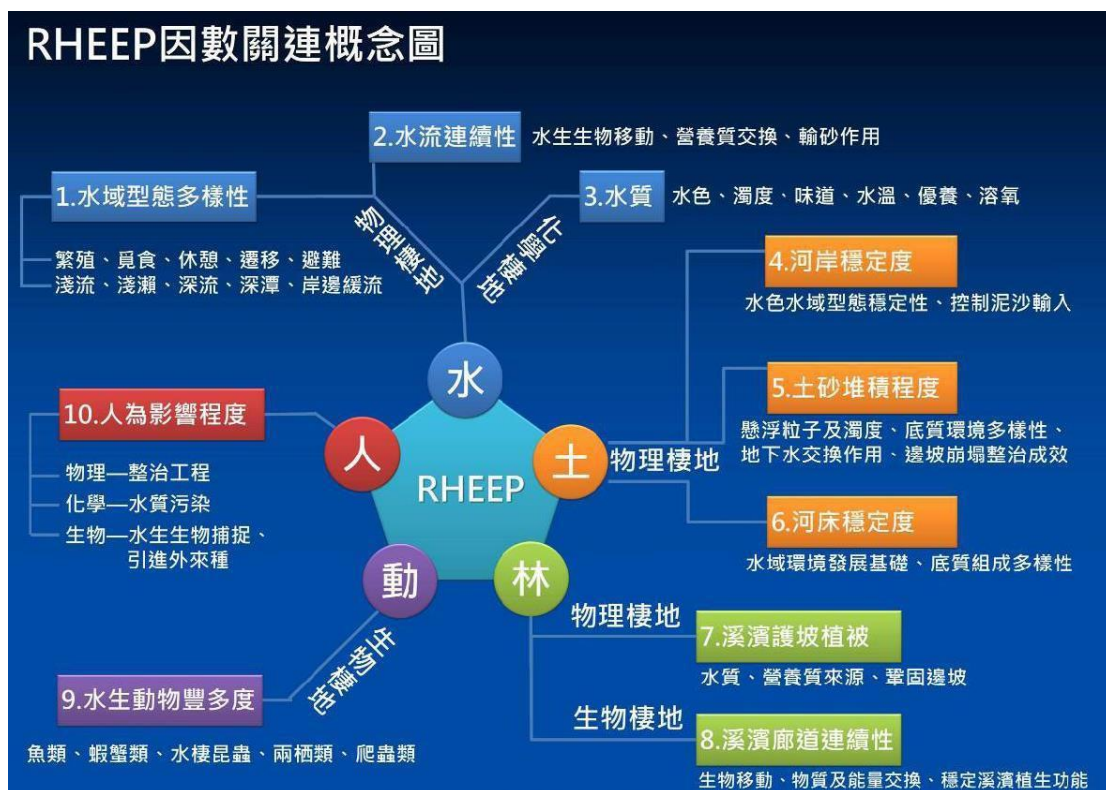 RHEEP因數關連概念圖
2.水流連續性
水生生物移動、營養質交換、輸砂作用
1.水域型態多樣性
繁殖、覓食、休憩、遷移、避難
淺流、淺瀨、深流、深潭、岸邊緩流
物理棲地
化學棲地
3.水質
水色、濁度、味道、水溫、優養、溶氧
4.河岸穩定度
水色水域型態穩定性、控制泥沙輸入
5.土砂堆積程度
懸浮粒子及濁度、底質環境多樣性、
地下水交換作用、邊坡崩塌整治成效
物理棲地
6.河床穩定度
水域環境發展基礎、底質組成多樣性
水
土
林
動
人
RHEEP
10.人為影響程度
物理—整治工程
化學—水質污染
生物—水生生物捕捉、
引進外來種
物理棲地
7.溪濱護坡植被
水質、營養質來源、鞏固邊坡
生物棲地
8.溪濱廊道連續性
生物移動、物質及能量交換、穩定溪濱植生功能
生物棲地
9.水生動物豐多度
魚類、蝦蟹類、水棲昆蟲、兩栖類、爬蟲類